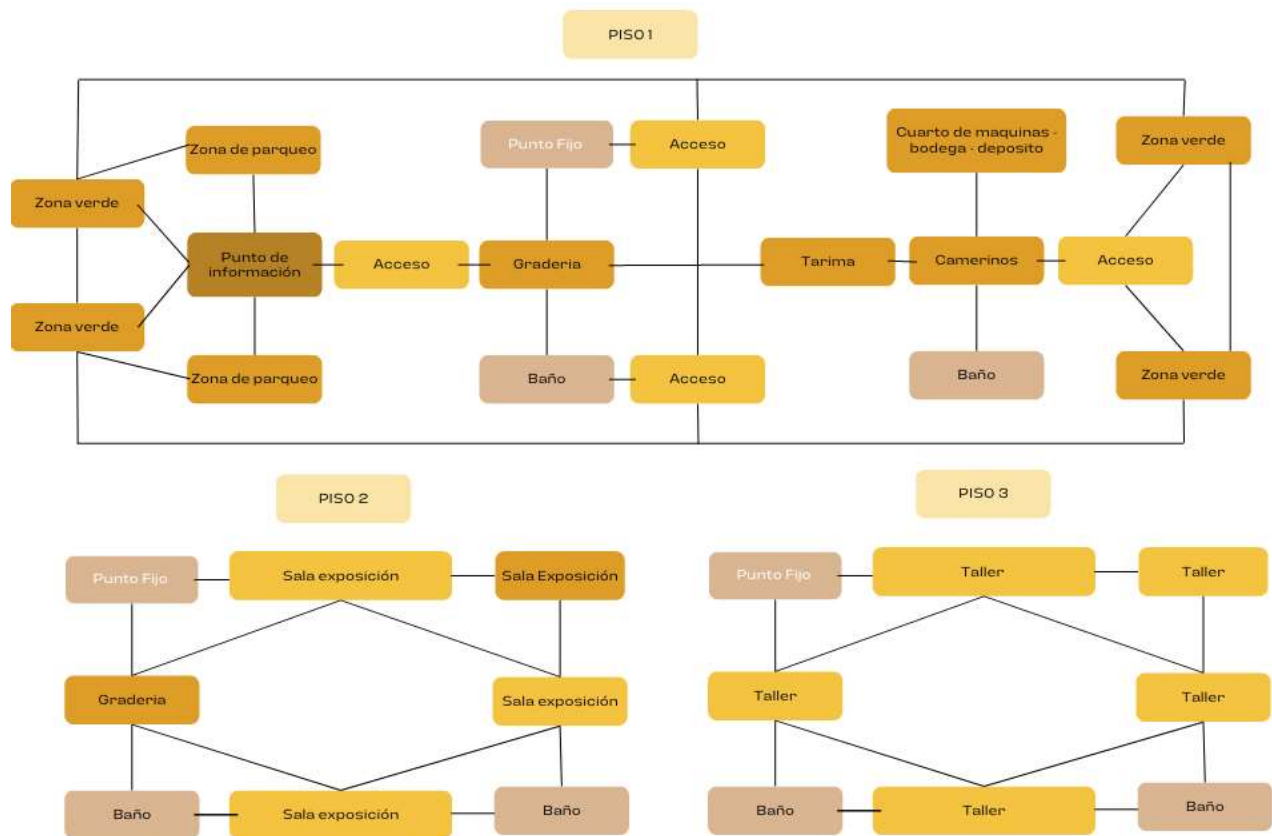 PISO 1
Zona de parqueo
Punto Fijo
Acceso
Cuarto de maquinas -
bodega - deposito
Zona verde
Zona verde
Punto de
información
Acceso
Graderia
Tarima
Camerinos
Acceso
Zona verde
Zona de parqueo
Baño
Acceso
Baño
Zona verde
PISO 2
PISO 3
Punto Fijo
Sala exposición
Sala Exposición
Graderia
Sala exposición
Baño
Sala exposición
Baño
Punto Fijo
Taller
Taller
Taller
Taller
Baño
Taller
Baño